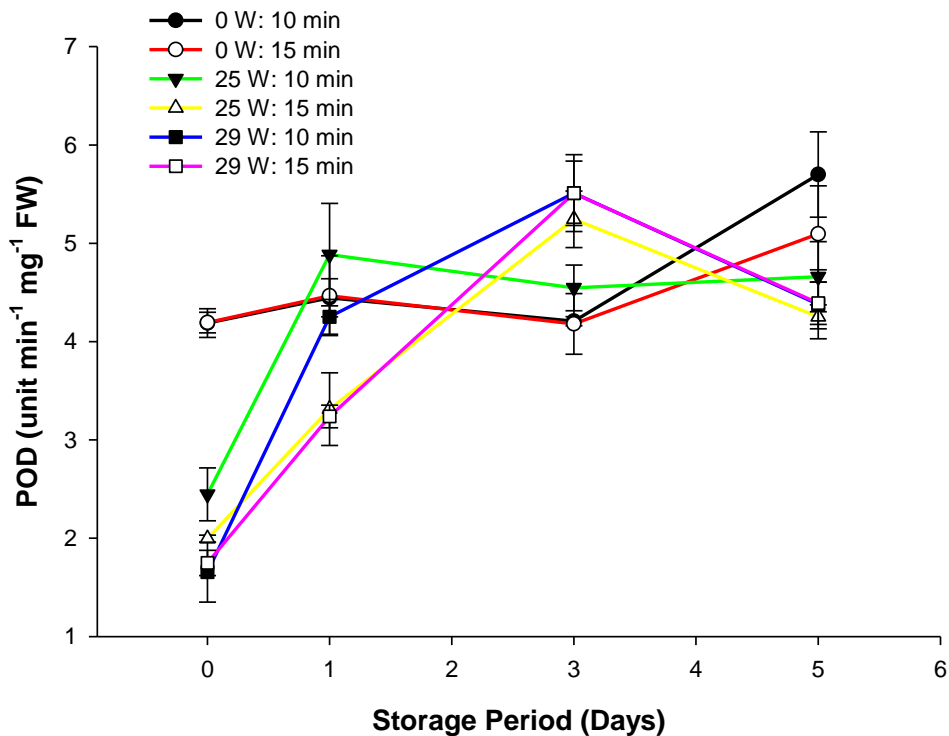 0 W: 10 min
0 W: 15 min
25 W: 10 min
25 W: 15 min
29 W: 10 min
29 W: 15 min
7
6
5
4
3
2
1
POD (unit min⁻¹ mg⁻¹ FW)
0 1 2 3 4 5 6
Storage Period (Days)